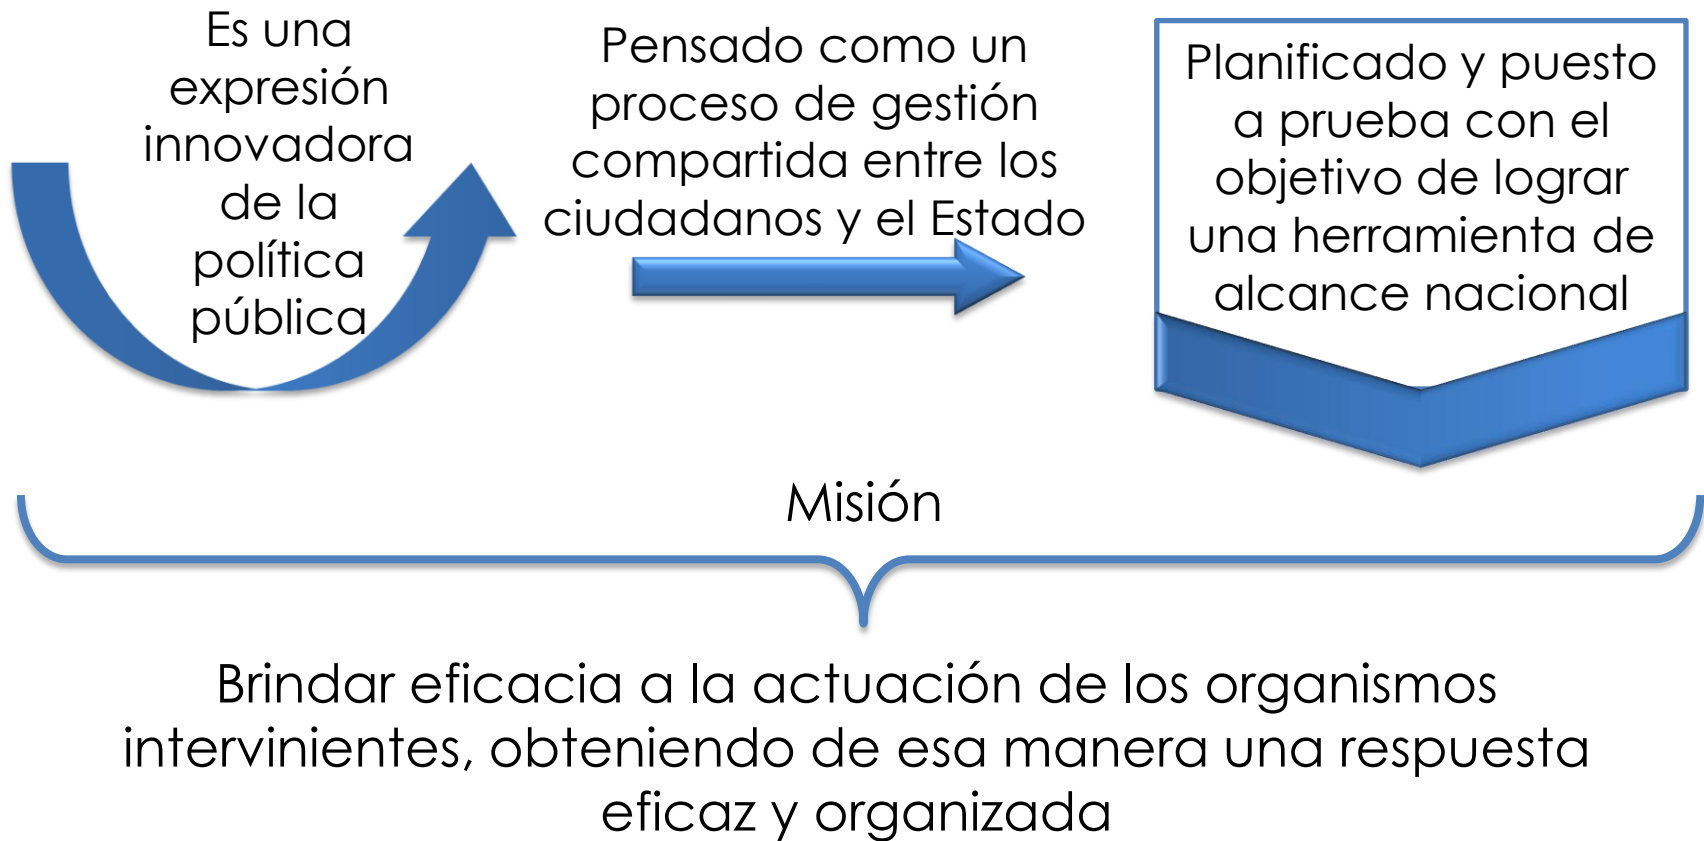 Es una
expresión
innovadora
de la
política
pública
Pensado como un
proceso de gestión
compartida entre los
ciudadanos y el Estado
Planificado y puesto
a prueba con el
objetivo de lograr
una herramienta de
alcance nacional
Misión
Brindar eficacia a la actuación de los organismos
intervinientes, obteniendo de esa manera una respuesta
eficaz y organizada